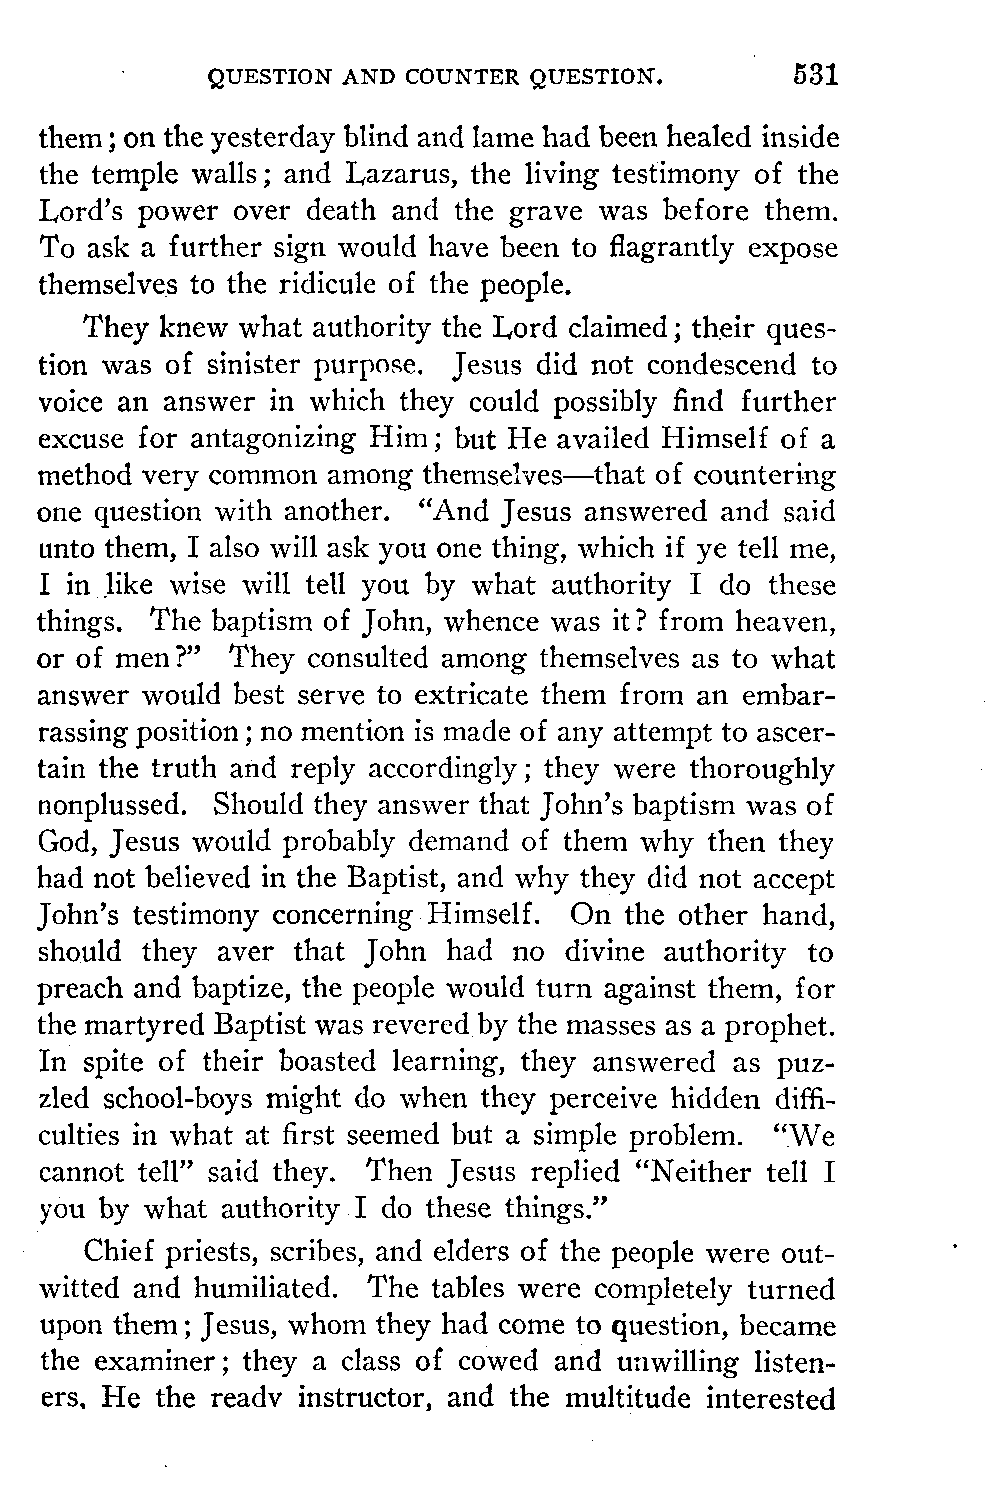 QUESTION AND COUNTER QUESTION. 531
them; on the yesterday blind and lame had been healed inside
the temple walls; and Lazarus, the living testimony of the
Lord's power over death and the grave was before them.
To ask a further sign would have been to flagrantly expose
themselves to the ridicule of the people.
They knew what authority the Lord claimed; their ques-
tion was of sinister purpose. Jesus did not condescend to
voice an answer in which they could possibly find further
excuse for antagonizing Him; but He availed Himself of a
method very common among themselves—that of countering
one question with another. "And Jesus answered and said
unto them, I also will ask you one thing, which if ye tell me,
I in like wise will tell you by what authority I do these
things. The baptism of John, whence was it? from heaven,
or of men?" They consulted among themselves as to what
answer would best serve to extricate them from an embar-
rassing position; no mention is made of any attempt to ascer-
tain the truth and reply accordingly; they were thoroughly
nonplussed. Should they answer that John's baptism was of
God, Jesus would probably demand of them why then they
had not believed in the Baptist, and why they did not accept
John's testimony concerning Himself. On the other hand,
should they aver that John had no divine authority to
preach and baptize, the people would turn against them, for
the martyred Baptist was revered by the masses as a prophet.
In spite of their boasted learning, they answered as puz-
zled school-boys might do when they perceive hidden diffi-
culties in what at first seemed but a simple problem. "We
cannot tell" said they. Then Jesus replied "Neither tell I
you by what authority I do these things."
Chief priests, scribes, and elders of the people were out-
witted and humiliated. The tables were completely turned
upon them; Jesus, whom they had come to question, became
the examiner; they a class of cowed and unwilling listen-
ers, He the ready instructor, and the multitude interested